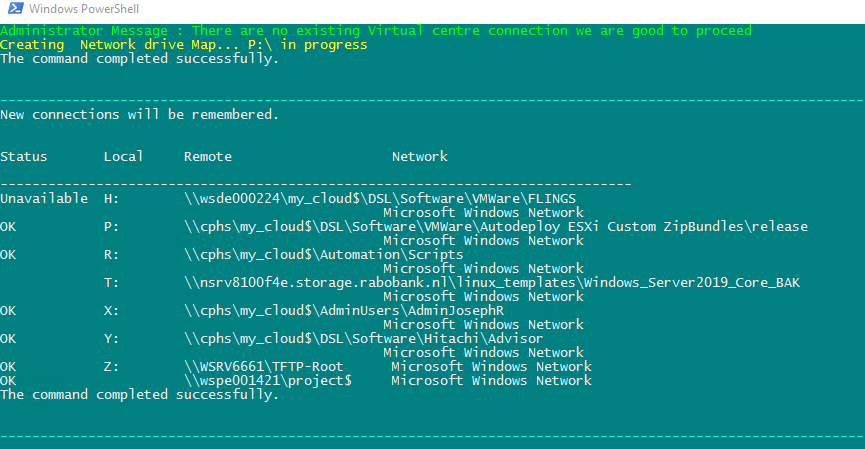 Windows PowerShell
Administrator Message : There are no existing Virtual centre connection we are good to proceed
Creating  Network drive Map... P:\ in progress
The command completed successfully.
--------------------------------------------------------------------------------------------------------------
New connections will be remembered.
Status       Local     Remote                    Network
-------------------------------------------------------------------------------
Unavailable  H:        \\wsde000224\my_cloud$\DSL\Software\VMWare\FLINGS
                                                Microsoft Windows Network
OK           P:        \\cphs\my_cloud$\DSL\Software\VMWare\Autodeploy ESXi Custom ZipBundles\release
                                                Microsoft Windows Network
OK           R:        \\cphs\my_cloud$\Automation\Scripts
                                                Microsoft Windows Network
             T:        \\nsrv8100f4e.storage.rabobank.nl\linux_templates\Windows_Server2019_Core_BAK
                                                Microsoft Windows Network
OK           X:        \\cphs\my_cloud$\AdminUsers\AdminJosephR
                                                Microsoft Windows Network
OK           Y:        \\cphs\my_cloud$\DSL\Software\Hitachi\Advisor
                                                Microsoft Windows Network
OK           Z:        \\WSRV6661\TFTP-Root      Microsoft Windows Network
OK                     \\wspe001421\project$     Microsoft Windows Network
The command completed successfully.
--------------------------------------------------------------------------------------------------------------